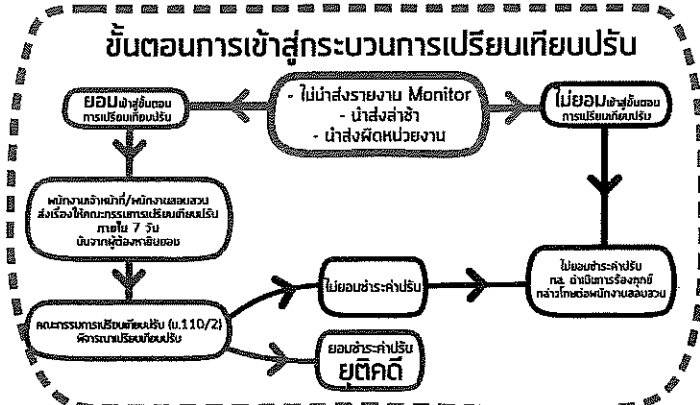 ขั้นตอนการเข้าสู่กระบวนการเปรียบเทียบปรับ
ยอมเข้าสู่ขั้นตอน
การเปรียบเทียบปรับ
- ไม่นำส่งรายงาน Monitor
- นำส่งล่าช้า
- นำส่งผิดหน่วยงาน
ไม่ยอมเข้าสู่ขั้นตอน
การเปรียบเทียบปรับ
พนักงานเจ้าหน้าที่/พนักงานสอบสวน
ส่งเรื่องให้คณะกรรมการเปรียบเทียบปรับ
ภายใน 7 วัน
นับจากผู้ต้องหายินยอม
ไม่ยอมชำระค่าปรับ
ไม่ยอมชำระค่าปรับ
ทส. ดำเนินการร้องทุกข์
กล่าวโทษต่อพนักงานสอบสวน
คณะกรรมการเปรียบเทียบปรับ (ม.110/2)
พิจารณาเปรียบเทียบปรับ
ยอมชำระค่าปรับ
ยุติคดี